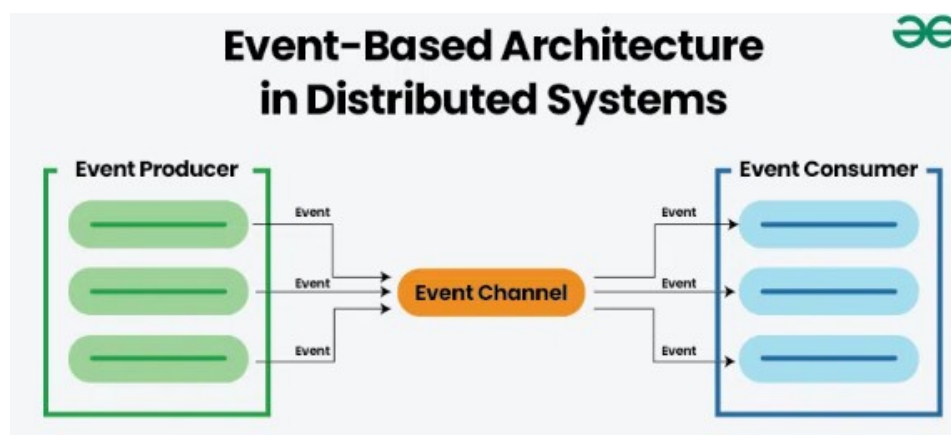 Event-Based Architecture
in Distributed Systems
Event Producer
Event Consumer
Event
Event
Event
Event Channel
Event
Event
Event